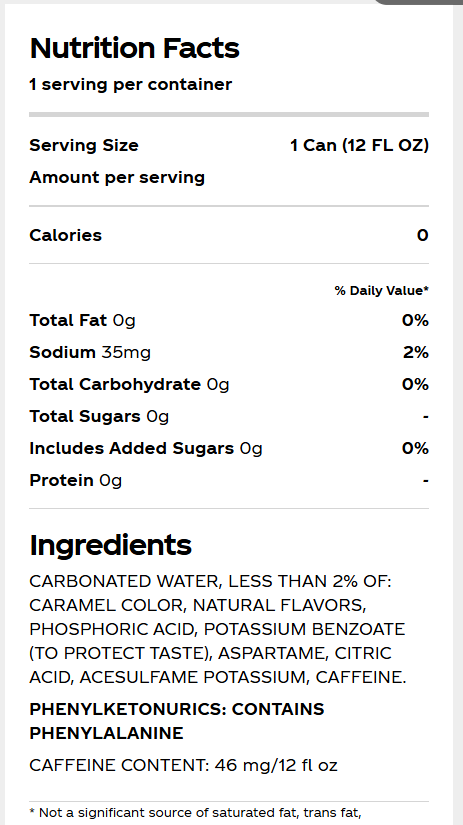 Nutrition Facts
1 serving per container
Serving Size 1 Can (12 FL OZ)
Amount per serving
Calories 0
% Daily Value*
Total Fat 0g 0%
Sodium 35mg 2%
Total Carbohydrate 0g 0%
Total Sugars 0g -
Includes Added Sugars 0g 0%
Protein 0g -
Ingredients
CARBONATED WATER, LESS THAN 2% OF:
CARAMEL COLOR, NATURAL FLAVORS,
PHOSPHORIC ACID, POTASSIUM BENZOATE
(TO PROTECT TASTE), ASPARTAME, CITRIC
ACID, ACESULFAME POTASSIUM, CAFFEINE.
PHENYLKETONURICS: CONTAINS
PHENYLALANINE
CAFFEINE CONTENT: 46 mg/12 fl oz
* Not a significant source of saturated fat, trans fat,